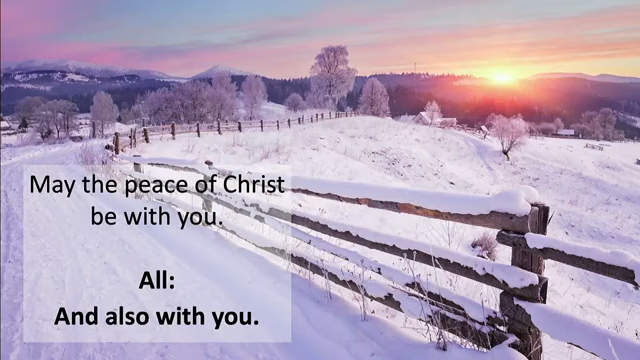 May the peace of Christ
be with you.
All:
And also with you.